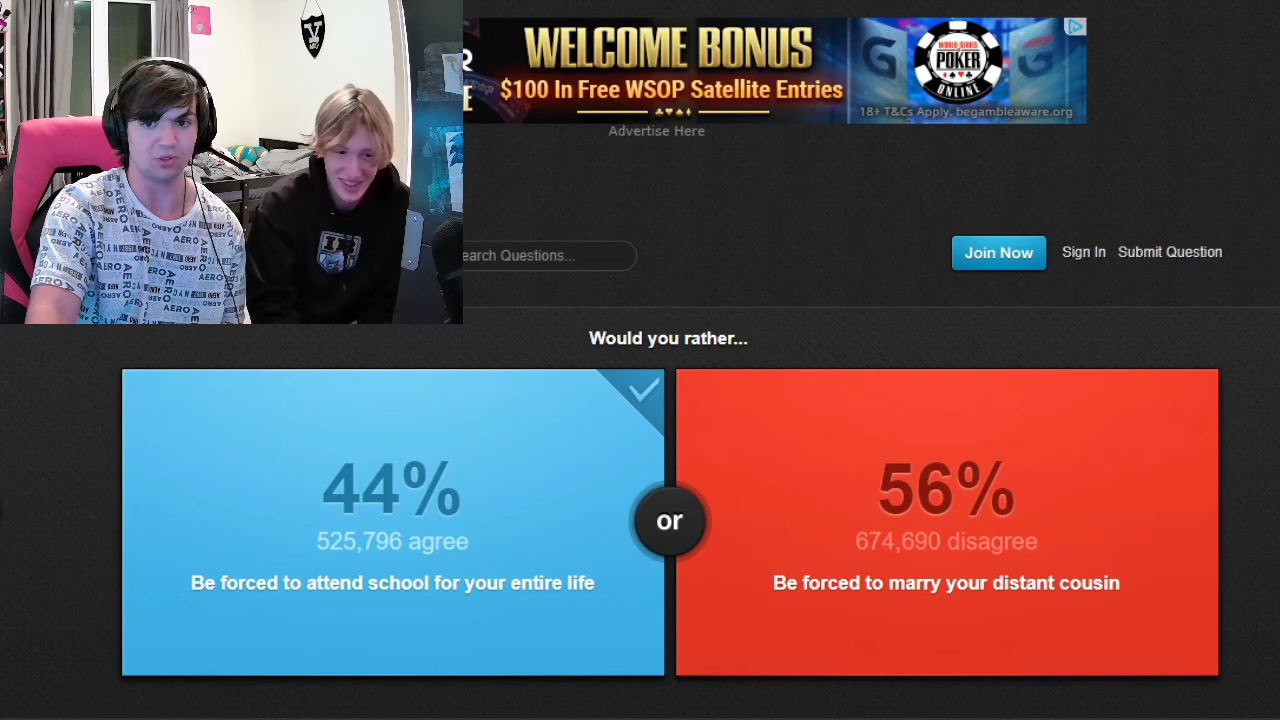 WELCOME BONUS
$100 In Free WSOP Satellite Entries
WORLD SERIES
OF
POKER
ONLINE
18+ T&Cs Apply. begambleaware.org
Advertise Here
earch Questions...
Join Now
Sign In
Submit Question
Would you rather...
44%
525,796 agree
Be forced to attend school for your entire life
or
56%
674,690 disagree
Be forced to marry your distant cousin
AERO